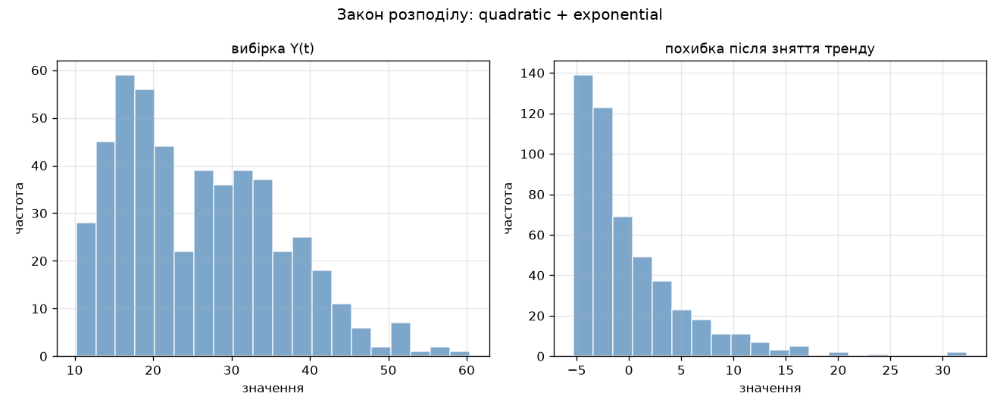 Закон розподілу: quadratic + exponential
вибірка Y(t)
60
50
40
30
20
10
0
частота
10 20 30 40 50 60
значення
похибка після зняття тренду
140
120
100
80
60
40
20
0
частота
−5 0 5 10 15 20 25 30
значення